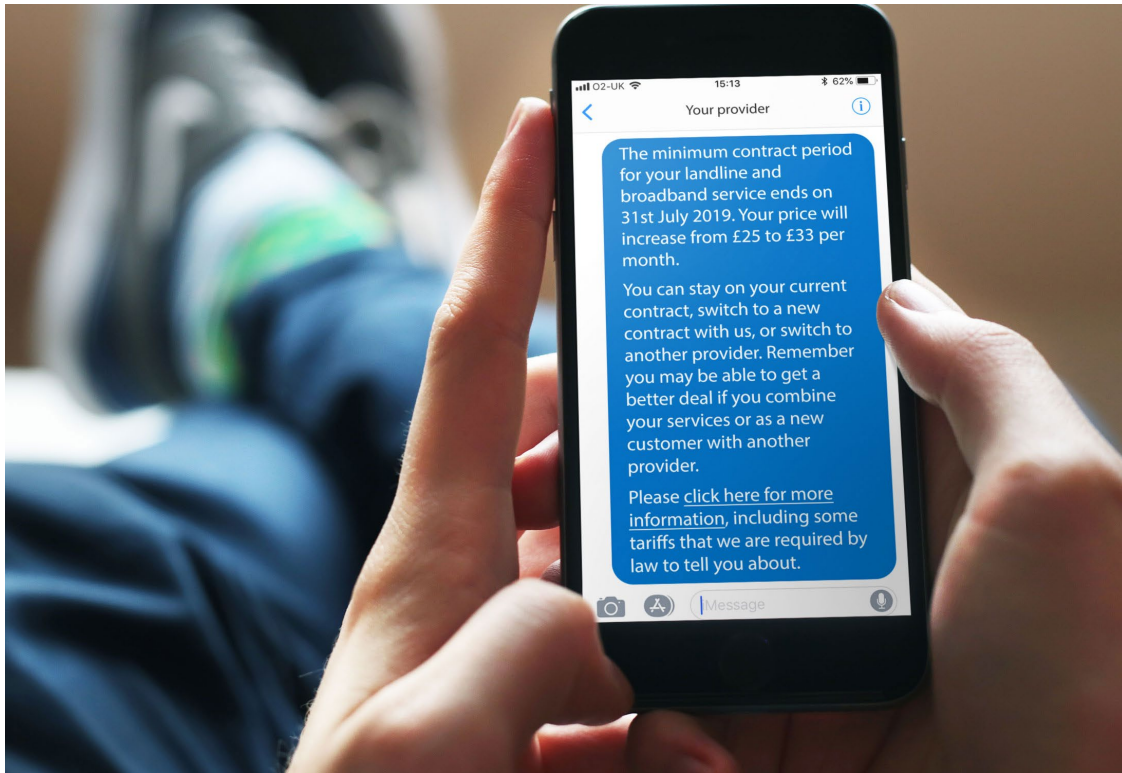 O2-UK 15:13 62%
Your provider
The minimum contract period
for your landline and
broadband service ends on
31st July 2019. Your price will
increase from £25 to £33 per
month.
You can stay on your current
contract, switch to a new
contract with us, or switch to
another provider. Remember
you may be able to get a
better deal if you combine
your services or as a new
customer with another
provider.
Please click here for more
information, including some
tariffs that we are required by
law to tell you about.
iMessage